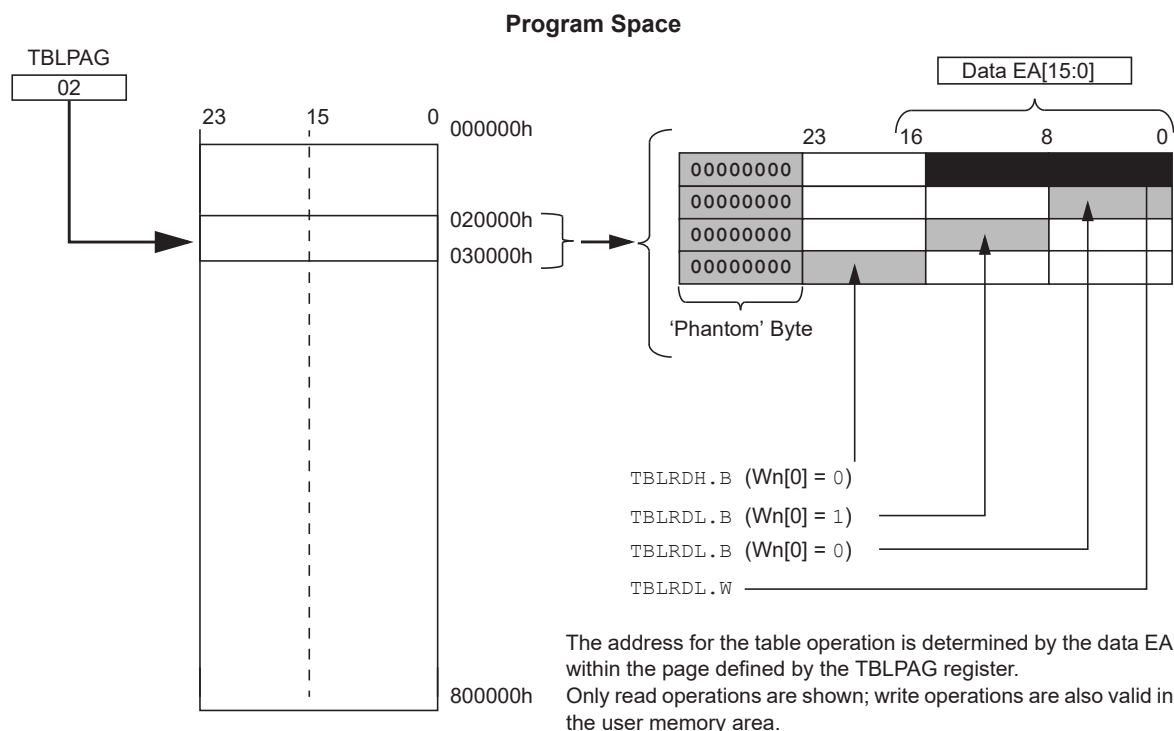 Program Space
TBLPAG
02
Data EA[15:0]
23 15 0
000000h
020000h
030000h
800000h
23 16 8 0
00000000
00000000
00000000
00000000
‘Phantom’ Byte
TBLRDH.B (Wn[0] = 0)
TBLRDL.B (Wn[0] = 1)
TBLRDL.B (Wn[0] = 0)
TBLRDL.W
The address for the table operation is determined by the data EA
within the page defined by the TBLPAG register.
Only read operations are shown; write operations are also valid in
the user memory area.